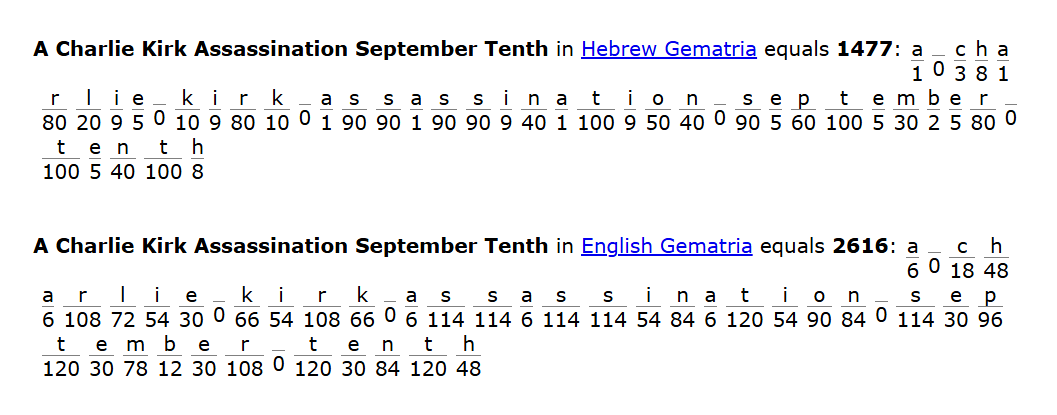 A Charlie Kirk Assassination September Tenth in Hebrew Gematria equals 1477: a _ c h a
1 0 3 8 1
r l i e _ k i r k _ a s s a s s i n a t i o n _ s e p t e m b e r _
80 20 9 5 0 10 9 80 10 0 1 90 90 1 90 90 9 40 1 100 9 50 40 0 90 5 60 100 5 30 2 5 80 0
t e n t h
100 5 40 100 8
A Charlie Kirk Assassination September Tenth in English Gematria equals 2616: a _ c h
6 0 18 48
a r l i e _ k i r k _ a s s a s s i n a t i o n _ s e p
6 108 72 54 30 0 66 54 108 66 0 6 114 114 6 114 114 54 84 6 120 54 90 84 0 114 30 96
t e m b e r _ t e n t h
120 30 78 12 30 108 0 120 30 84 120 48